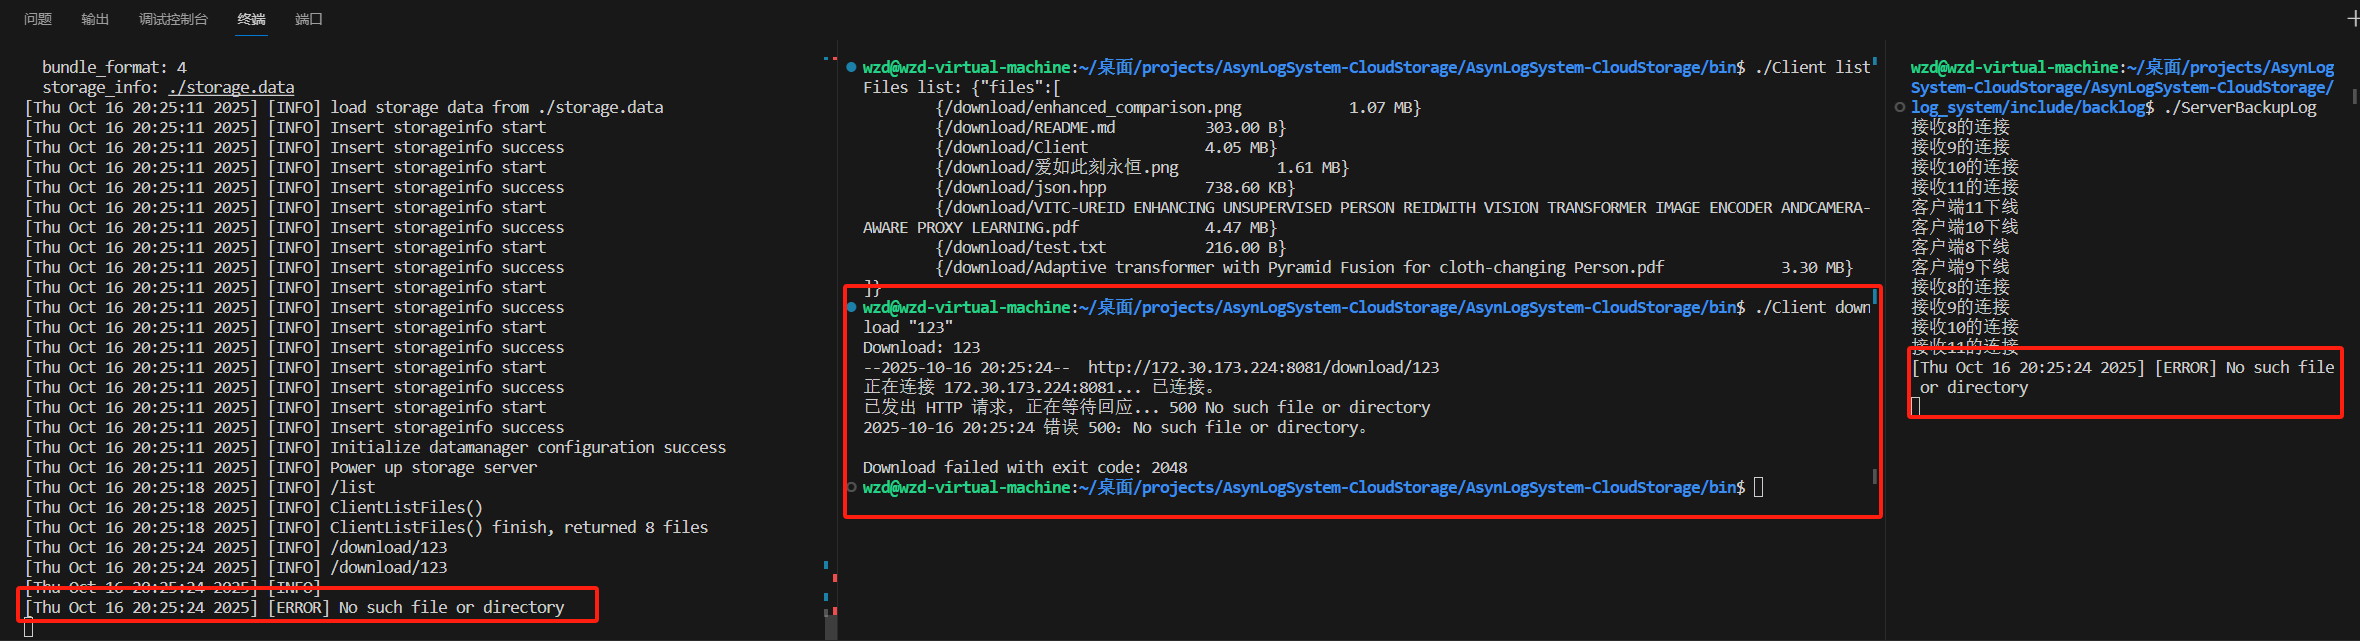 问题 输出 调试控制台 终端 端口
bundle_format: 4
storage_info: ./storage.data
[Thu Oct 16 20:25:11 2025] [INFO] load storage data from ./storage.data
[Thu Oct 16 20:25:11 2025] [INFO] Insert storageinfo start
[Thu Oct 16 20:25:11 2025] [INFO] Insert storageinfo success
[Thu Oct 16 20:25:11 2025] [INFO] Insert storageinfo start
[Thu Oct 16 20:25:11 2025] [INFO] Insert storageinfo success
[Thu Oct 16 20:25:11 2025] [INFO] Insert storageinfo start
[Thu Oct 16 20:25:11 2025] [INFO] Insert storageinfo success
[Thu Oct 16 20:25:11 2025] [INFO] Insert storageinfo start
[Thu Oct 16 20:25:11 2025] [INFO] Insert storageinfo success
[Thu Oct 16 20:25:11 2025] [INFO] Insert storageinfo start
[Thu Oct 16 20:25:11 2025] [INFO] Insert storageinfo success
[Thu Oct 16 20:25:11 2025] [INFO] Insert storageinfo start
[Thu Oct 16 20:25:11 2025] [INFO] Insert storageinfo success
[Thu Oct 16 20:25:11 2025] [INFO] Insert storageinfo start
[Thu Oct 16 20:25:11 2025] [INFO] Insert storageinfo success
[Thu Oct 16 20:25:11 2025] [INFO] Insert storageinfo start
[Thu Oct 16 20:25:11 2025] [INFO] Insert storageinfo success
[Thu Oct 16 20:25:11 2025] [INFO] Initialize datamanager configuration success
[Thu Oct 16 20:25:11 2025] [INFO] Power up storage server
[Thu Oct 16 20:25:18 2025] [INFO] /list
[Thu Oct 16 20:25:18 2025] [INFO] ClientListFiles()
[Thu Oct 16 20:25:18 2025] [INFO] ClientListFiles() finish, returned 8 files
[Thu Oct 16 20:25:24 2025] [INFO] /download/123
[Thu Oct 16 20:25:24 2025] [INFO] /download/123
[Thu Oct 16 20:25:24 2025] [INFO]
[Thu Oct 16 20:25:24 2025] [ERROR] No such file or directory
wzd@wzd-virtual-machine:~/桌面/projects/AsynLogSystem-CloudStorage/AsynLogSystem-CloudStorage/bin$ ./Client list
Files list: {"files":[
{/download/enhanced_comparison.png 1.07 MB}
{/download/README.md 303.00 B}
{/download/Client 4.05 MB}
{/download/爱如此刻永恒.png 1.61 MB}
{/download/json.hpp 738.60 KB}
{/download/VITC-UREID ENHANCING UNSUPERVISED PERSON REIDWITH VISION TRANSFORMER IMAGE ENCODER ANDCAMERA-
AWARE PROXY LEARNING.pdf 4.47 MB}
{/download/test.txt 216.00 B}
{/download/Adaptive transformer with Pyramid Fusion for cloth-changing Person.pdf 3.30 MB}
]}
wzd@wzd-virtual-machine:~/桌面/projects/AsynLogSystem-CloudStorage/AsynLogSystem-CloudStorage/bin$ ./Client down
load "123"
Download: 123
--2025-10-16 20:25:24--  http://172.30.173.224:8081/download/123
正在连接 172.30.173.224:8081... 已连接。
已发出 HTTP 请求，正在等待回应... 500 No such file or directory
2025-10-16 20:25:24 错误 500：No such file or directory。
Download failed with exit code: 2048
wzd@wzd-virtual-machine:~/桌面/projects/AsynLogSystem-CloudStorage/AsynLogSystem-CloudStorage/bin$
wzd@wzd-virtual-machine:~/桌面/projects/AsynLog
System-CloudStorage/AsynLogSystem-CloudStorage/
log_system/include/backlog$ ./ServerBackupLog
接收8的连接
接收9的连接
接收10的连接
接收11的连接
客户端11下线
客户端10下线
客户端8下线
客户端9下线
接收8的连接
接收9的连接
接收10的连接
接收11的连接
[Thu Oct 16 20:25:24 2025] [ERROR] No such file
or directory